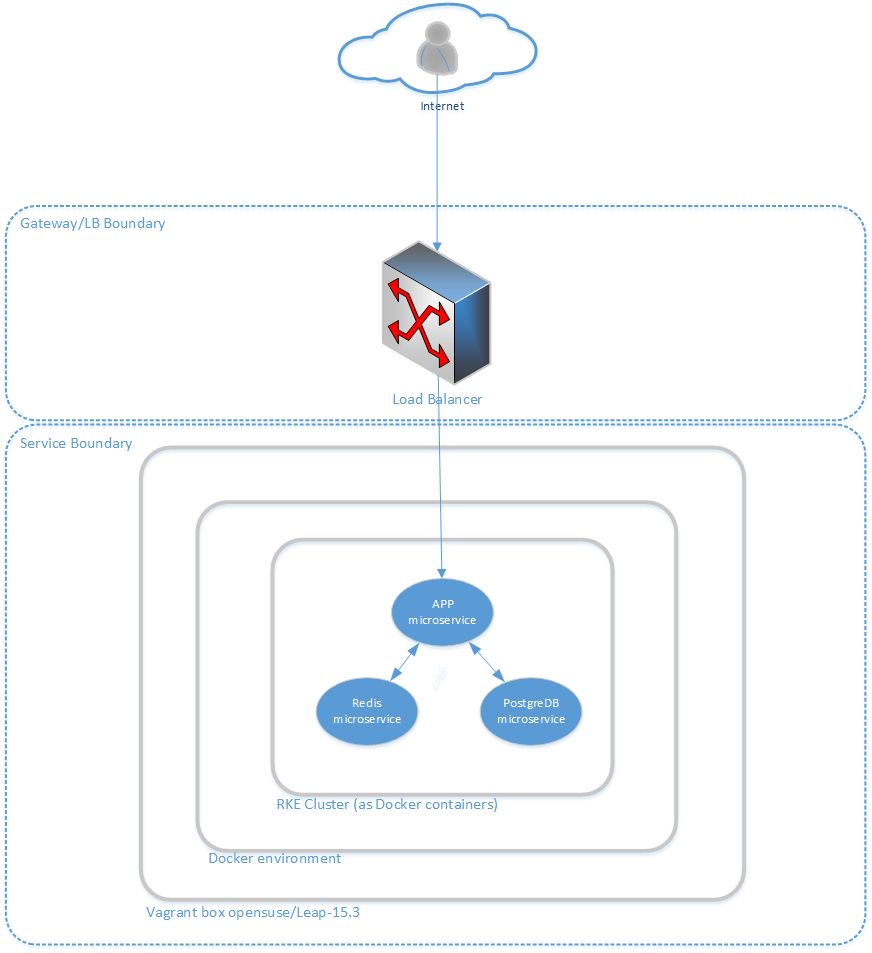 Internet
Gateway/LB Boundary
Load Balancer
Service Boundary
APP
microservice
Redis
microservice
PostgreDB
microservice
RKE Cluster (as Docker containers)
Docker environment
Vagrant box opensuse/Leap-15.3